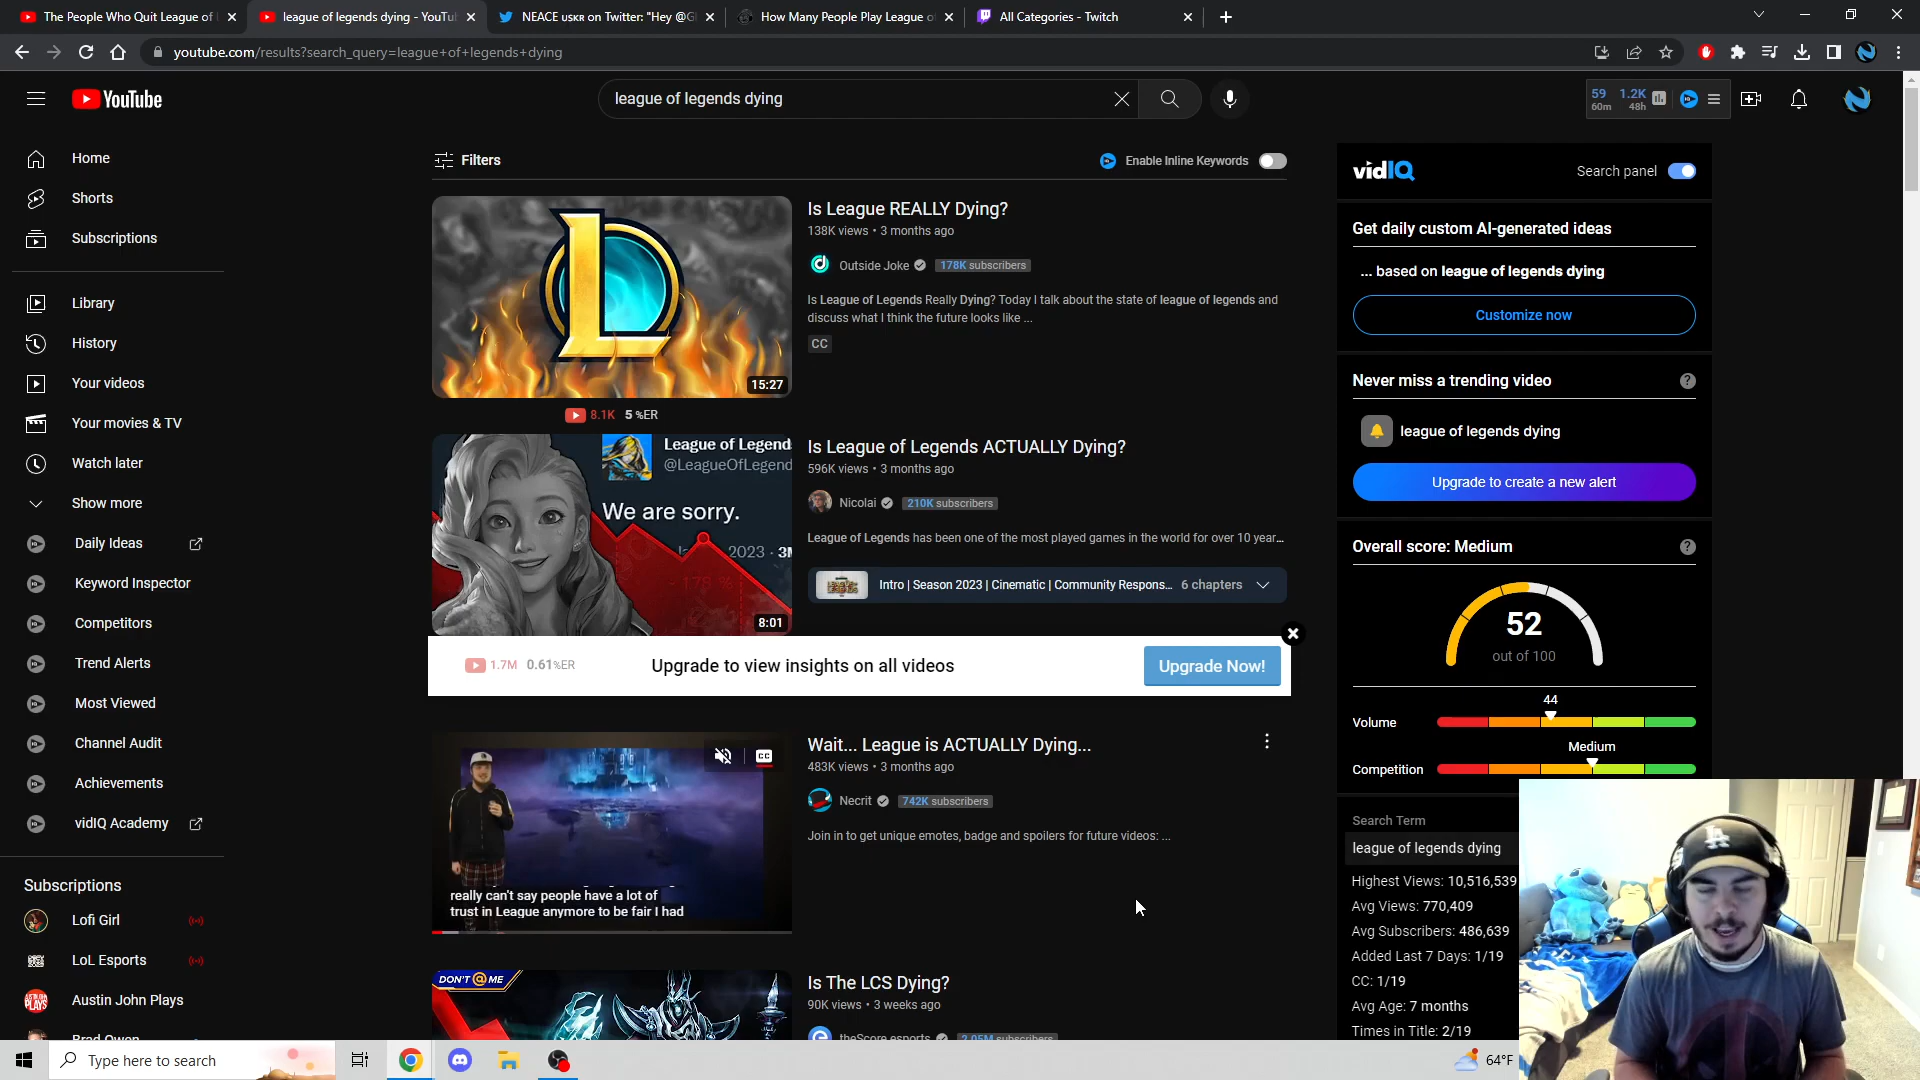 The People Who Quit League of
league of legends dying - YouTu
NEACE ᴜsᴋʀ on Twitter: "Hey @G
How Many People Play League o
All Categories - Twitch
youtube.com/results?search_query=league+of+legends+dying
YouTube
league of legends dying
59
60m
1.2K
48h
Home
Shorts
Subscriptions
Library
History
Your videos
Your movies & TV
Watch later
Show more
Daily Ideas
Keyword Inspector
Competitors
Trend Alerts
Most Viewed
Channel Audit
Achievements
vidIQ Academy
Subscriptions
Lofi Girl
LoL Esports
Austin John Plays
Filters
Enable Inline Keywords
15:27
8.1K 5 %ER
Is League REALLY Dying?
138K views • 3 months ago
Outside Joke 178K subscribers
Is League of Legends Really Dying? Today I talk about the state of league of legends and
discuss what I think the future looks like ...
CC
League of Legend
@LeagueOfLegend
We are sorry.
2023 · 3
8:01
Is League of Legends ACTUALLY Dying?
596K views • 3 months ago
Nicolai 210K subscribers
League of Legends has been one of the most played games in the world for over 10 year...
Intro | Season 2023 | Cinematic | Community Respons... 6 chapters
1.7M 0.61%ER
Upgrade to view insights on all videos
Upgrade Now!
CC
really can't say people have a lot of
trust in League anymore to be fair I had
Wait... League is ACTUALLY Dying...
483K views • 3 months ago
Necrit 742K subscribers
Join in to get unique emotes, badge and spoilers for future videos: ...
DON'T @ ME
Is The LCS Dying?
90K views • 3 weeks ago
theScore esports 2.05M subscribers
vidIQ
Search panel
Get daily custom AI-generated ideas
... based on league of legends dying
Customize now
Never miss a trending video
league of legends dying
Upgrade to create a new alert
Overall score: Medium
52
out of 100
44
Volume
Medium
Competition
Search Term
league of legends dying
Highest Views: 10,516,539
Avg Views: 770,409
Avg Subscribers: 486,639
Added Last 7 Days: 1/19
CC: 1/19
Avg Age: 7 months
Times in Title: 2/19
LA
Type here to search
64°F